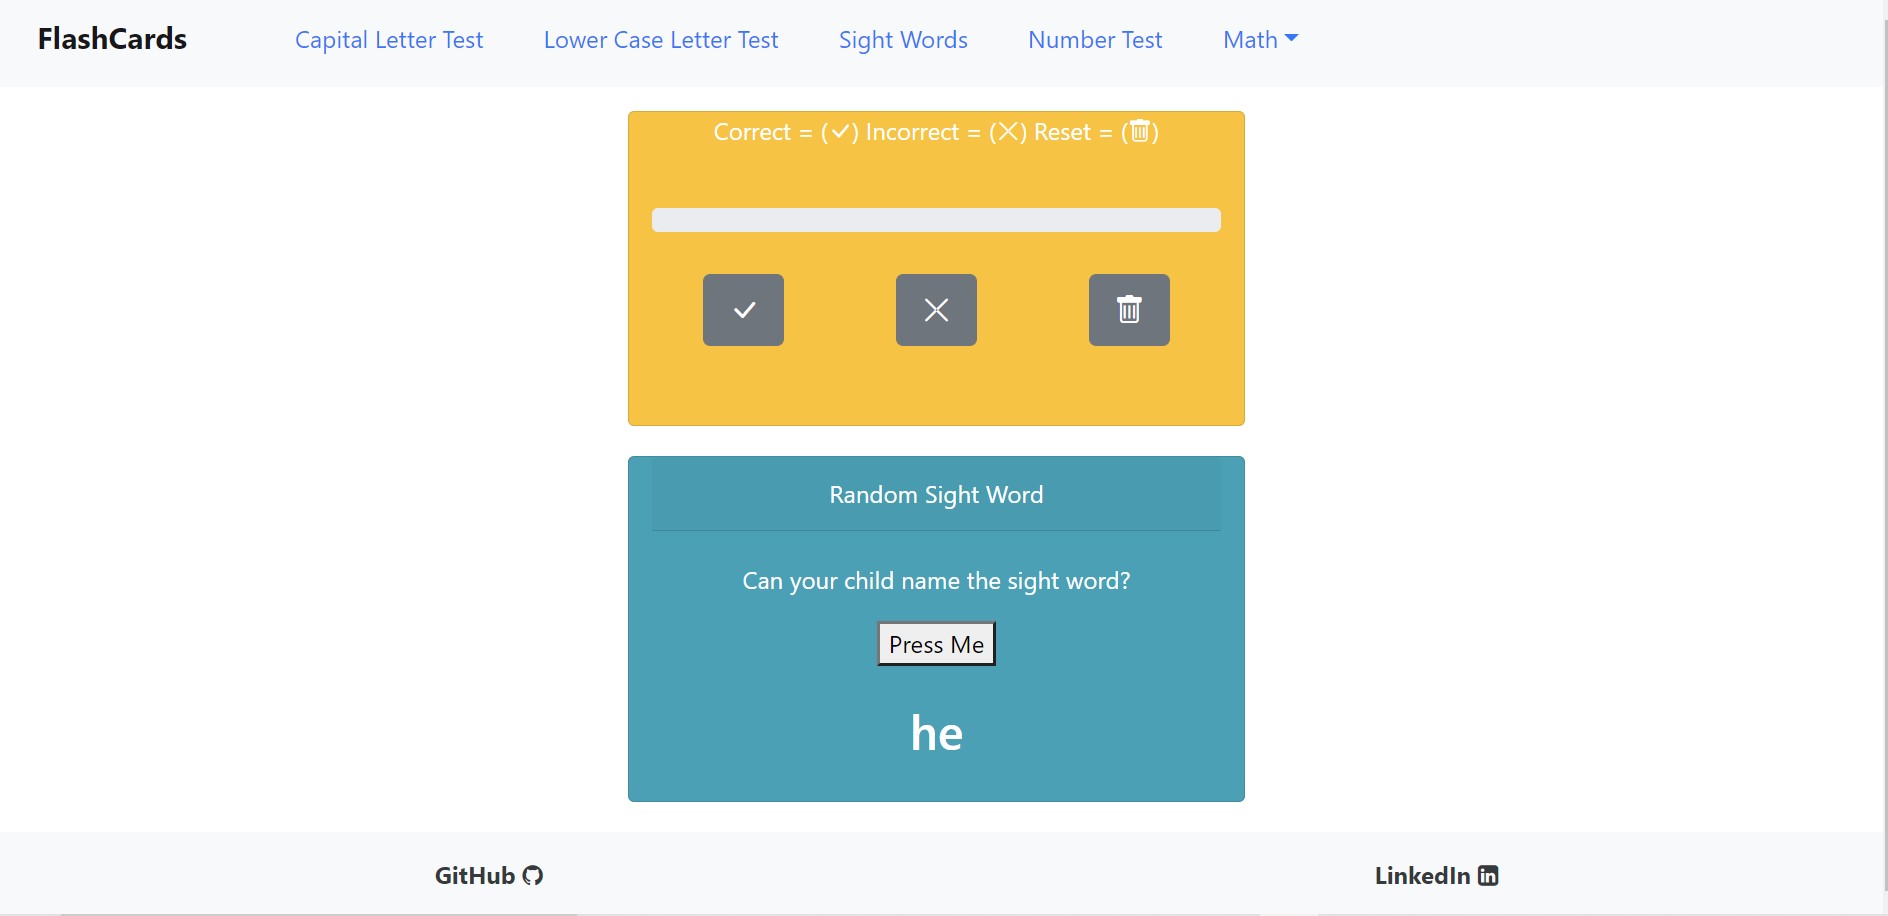 FlashCards Capital Letter Test Lower Case Letter Test Sight Words Number Test Math
Correct = (✓) Incorrect = (✕) Reset = (🗑)
Random Sight Word
Can your child name the sight word?
Press Me
he
GitHub LinkedIn